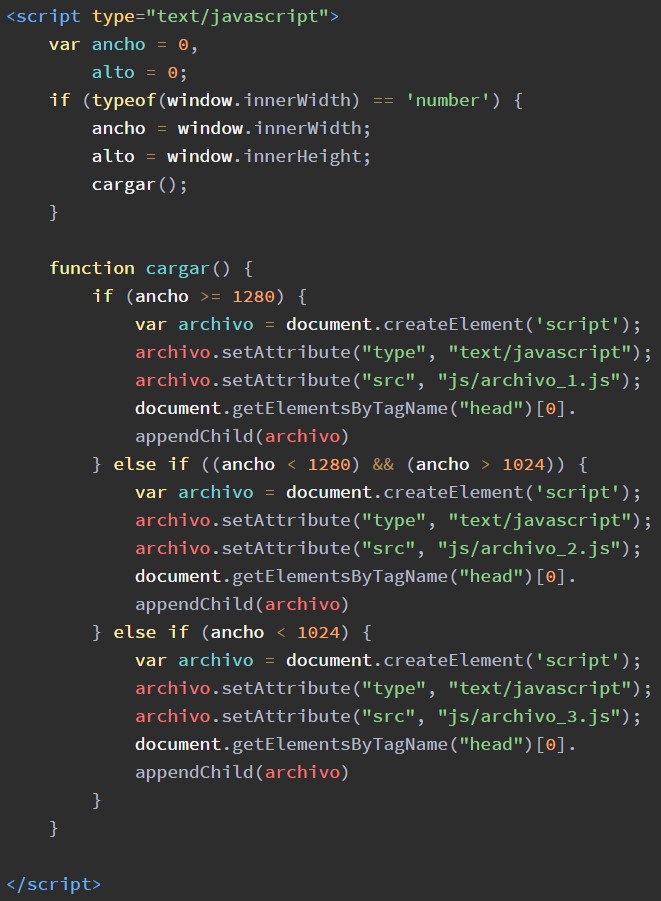 <script type="text/javascript">
    var ancho = 0,
        alto = 0;
    if (typeof(window.innerWidth) == 'number') {
        ancho = window.innerWidth;
        alto = window.innerHeight;
        cargar();
    }

    function cargar() {
        if (ancho >= 1280) {
            var archivo = document.createElement('script');
            archivo.setAttribute("type", "text/javascript");
            archivo.setAttribute("src", "js/archivo_1.js");
            document.getElementsByTagName("head")[0].
            appendChild(archivo)
        } else if ((ancho < 1280) && (ancho > 1024)) {
            var archivo = document.createElement('script');
            archivo.setAttribute("type", "text/javascript");
            archivo.setAttribute("src", "js/archivo_2.js");
            document.getElementsByTagName("head")[0].
            appendChild(archivo)
        } else if (ancho < 1024) {
            var archivo = document.createElement('script');
            archivo.setAttribute("type", "text/javascript");
            archivo.setAttribute("src", "js/archivo_3.js");
            document.getElementsByTagName("head")[0].
            appendChild(archivo)
        }
    }

</script>